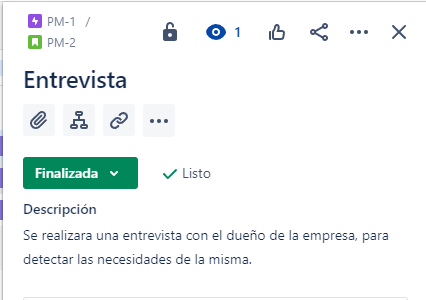 PM-1 /
PM-2
1
Entrevista
Finalizada
Listo
Descripción
Se realizara una entrevista con el dueño de la empresa, para
detectar las necesidades de la misma.